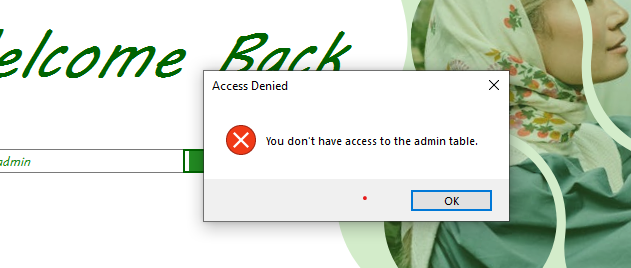 elcome Back
Access Denied
You don't have access to the admin table.
admin
OK